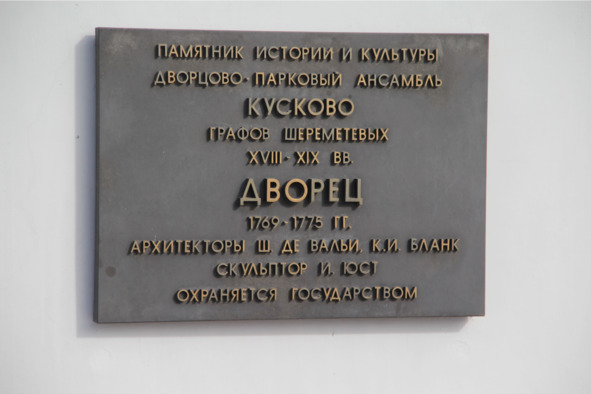 ПАМЯТНИК ИСТОРИИ И КУЛЬТУРЫ
ДВОРЦОВО-ПАРКОВЫЙ АНСАМБЛЬ
КУСКОВО
ГРАФОВ ШЕРЕМЕТЕВЫХ
XVIII-XIX ВВ.
ДВОРЕЦ
1769-1775 ГГ.
АРХИТЕКТОРЫ Ш. ДЕ ВАЛЬИ, К.И. БЛАНК
СКУЛЬПТОР И. ЮСТ
ОХРАНЯЕТСЯ ГОСУДАРСТВОМ